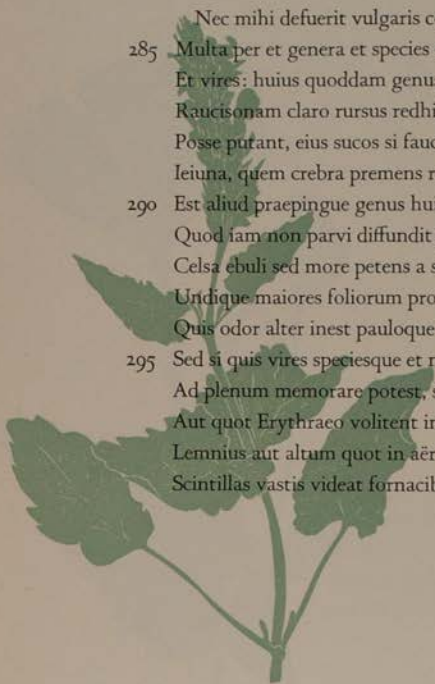 Nec mihi defuerit vulgaris c
285 Multa per et genera et species
Et vires: huius quoddam genus
Raucisonam claro rursus redhi
Posse putant, eius sucos si fauc
Ieiuna, quem crebra premens
290 Est aliud praepingue genus hui
Quod iam non parvi diffundit
Celsa ebuli sed more petens a s
Undique maiores foliorum pro
Quis odor alter inest pauloque
295 Sed si quis vires speciesque et
Ad plenum memorare potest, s
Aut quot Erythraeo volitent in
Lemnius aut altum quot in aër
Scintillas vastis videat fornacib